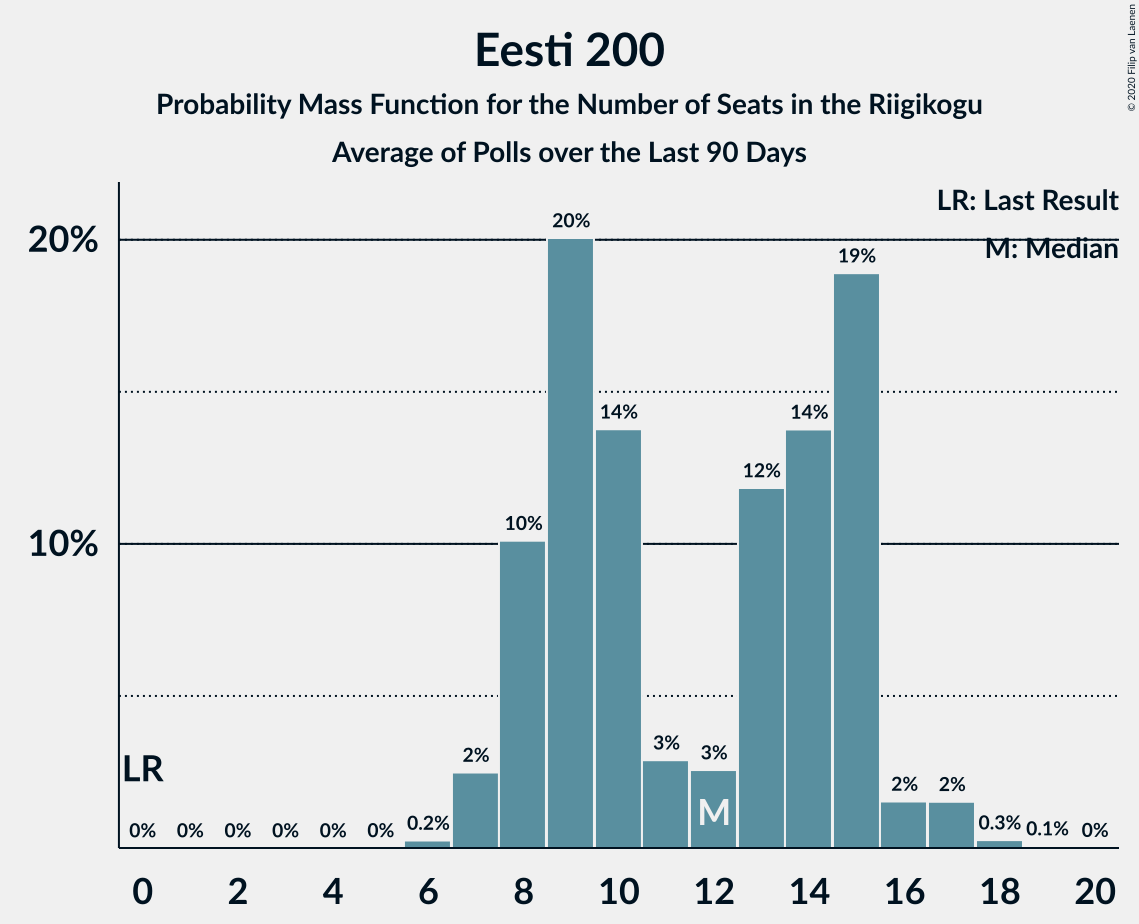 Eesti 200
Probability Mass Function for the Number of Seats in the Riigikogu
Average of Polls over the Last 90 Days
© 2020 Filip van Laenen
LR: Last Result
M: Median
20%
10%
LR
0% 0% 0% 0% 0% 0% 0.2% 2% 10% 20% 14% 3% 3% 12% 14% 19% 2% 2% 0.3% 0.1% 0%
M
0 2 4 6 8 10 12 14 16 18 20